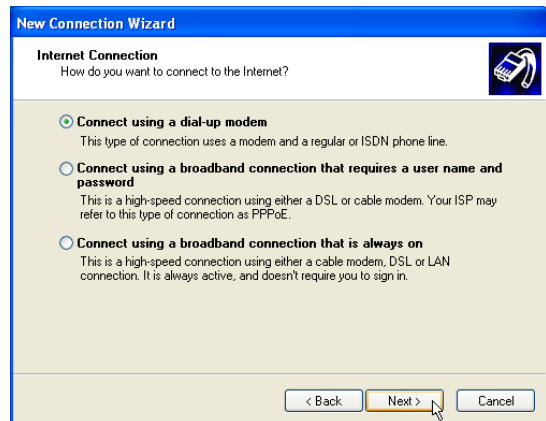 New Connection Wizard
Internet Connection
How do you want to connect to the Internet?
Connect using a dial-up modem
This type of connection uses a modem and a regular or ISDN phone line.
Connect using a broadband connection that requires a user name and
password
This is a high-speed connection using either a DSL or cable modem. Your ISP may
refer to this type of connection as PPPoE.
Connect using a broadband connection that is always on
This is a high-speed connection using either a cable modem, DSL or LAN
connection. It is always active, and doesn't require you to sign in.
< Back Next > Cancel